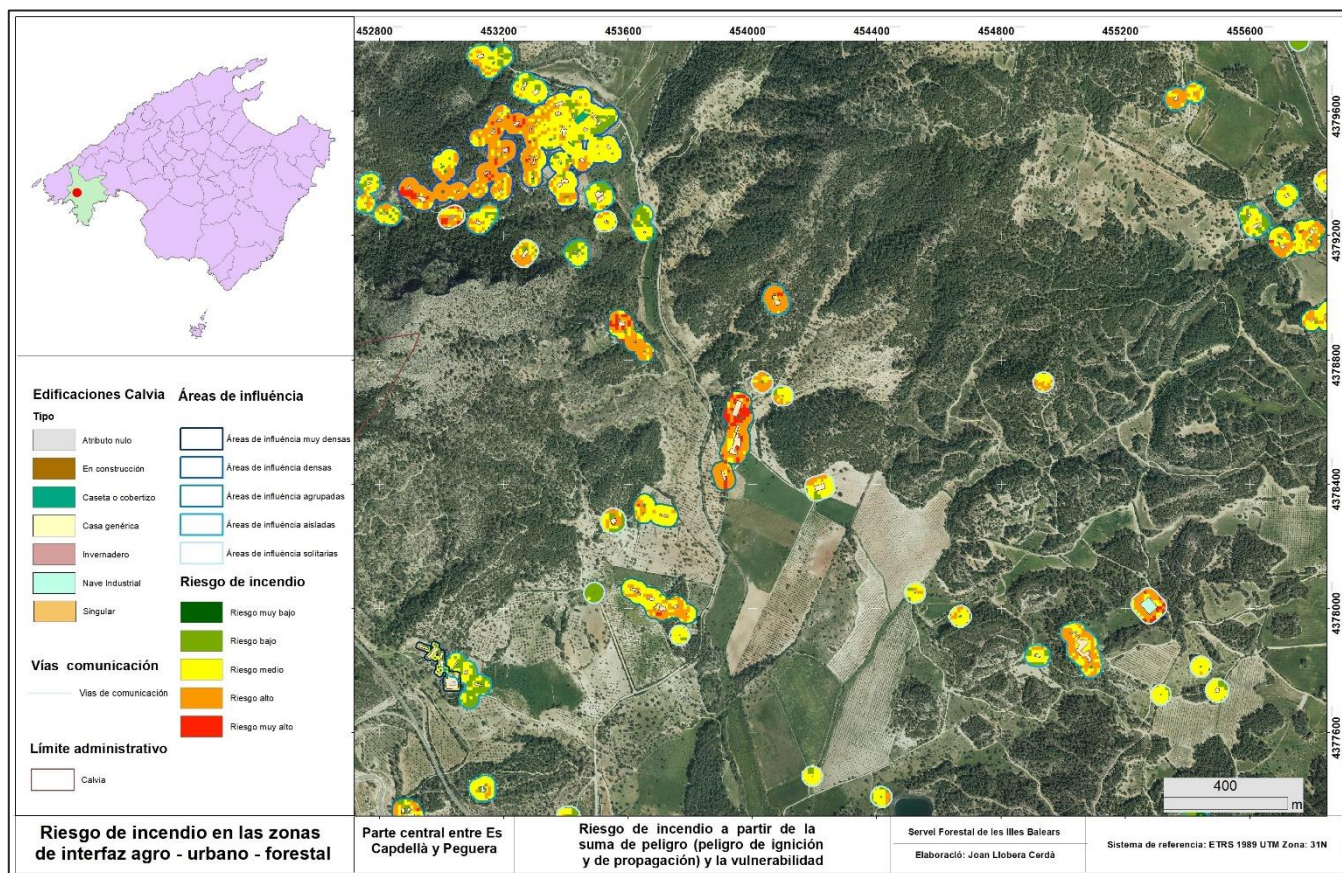 452800 453200 453600 454000 454400 454800 455200 455600
4379600
4379200
4378800
4378400
4378000
4377600
Edificaciones Calvia
Tipo
Atributo nulo
En construcción
Caseta o cobertizo
Casa genérica
Invernadero
Nave Industrial
Singular
Vías comunicación
Vias de comunicación
Límite administrativo
Calvia
Áreas de influéncia
Áreas de influéncia muy densas
Áreas de influéncia densas
Áreas de influéncia agrupadas
Áreas de influéncia aisladas
Áreas de influéncia solitarias
Riesgo de incendio
Riesgo muy bajo
Riesgo bajo
Riesgo medio
Riesgo alto
Riesgo muy alto
400
m
Riesgo de incendio en las zonas
de interfaz agro - urbano - forestal
Parte central entre Es
Capdellà y Peguera
Riesgo de incendio a partir de la
suma de peligro (peligro de ignición
y de propagación) y la vulnerabilidad
Servei Forestal de les Illes Balears
Elaboració: Joan Llobera Cerdà
Sistema de referencia: ETRS 1989 UTM Zona: 31N